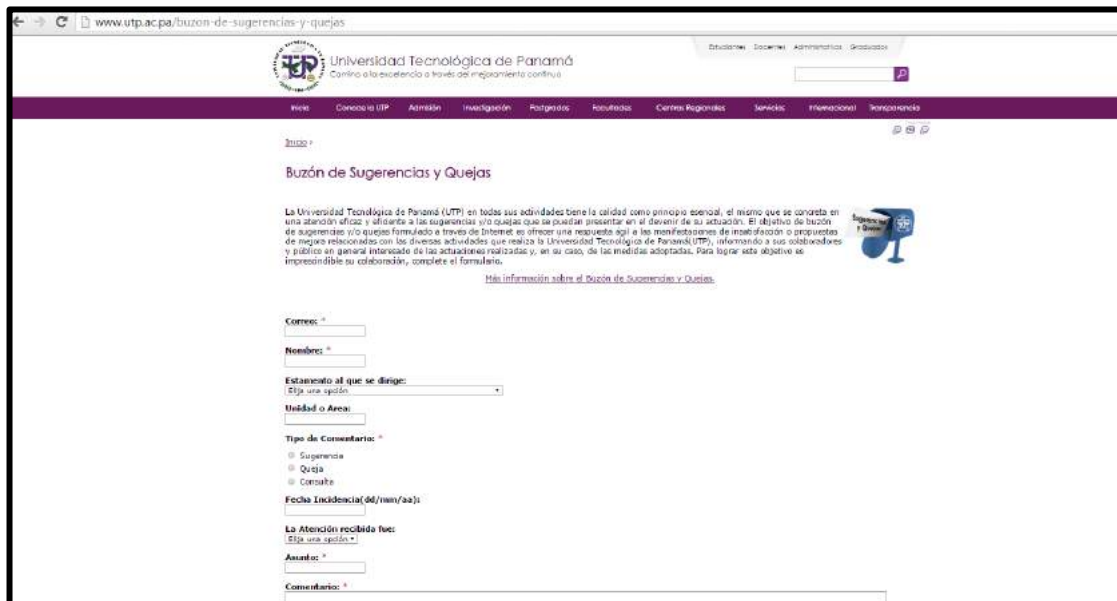 www.utp.ac.pa/buzon-de-sugerencias-y-quejas
Estudiantes Docentes Administrativos Graduados
Universidad Tecnológica de Panamá
Camino a la excelencia a través del mejoramiento continuo
Inicio Conoce la UTP Admisión Investigación Postgrados Facultades Centros Regionales Servicios Internacional Transparencia
Inicio ›
Buzón de Sugerencias y Quejas
La Universidad Tecnológica de Panamá (UTP) en todas sus actividades tiene la calidad como principio esencial, el mismo que se concreta en
una atención eficaz y eficiente a las sugerencias y/o quejas que se puedan presentar en el devenir de su actuación. El objetivo de buzón
de sugerencias y/o quejas formulado a través de Internet es ofrecer una respuesta ágil a las manifestaciones de insatisfacción o propuestas
de mejora relacionadas con las diversas actividades que realiza la Universidad Tecnológica de Panamá(UTP), informando a sus colaboradores
y público en general interesado de las actuaciones realizadas y, en su caso, de las medidas adoptadas. Para lograr este objetivo es
imprescindible su colaboración, complete el formulario.
Sugerencias
y Quejas
Más información sobre el Buzón de Sugerencias y Quejas.
Correo: *
Nombre: *
Estamento al que se dirige:
Elija una opción
Unidad o Area:
Tipo de Comentario: *
Sugerencia
Queja
Consulta
Fecha Incidencia(dd/mm/aa):
La Atención recibida fue:
Elija una opción
Asunto: *
Comentario: *